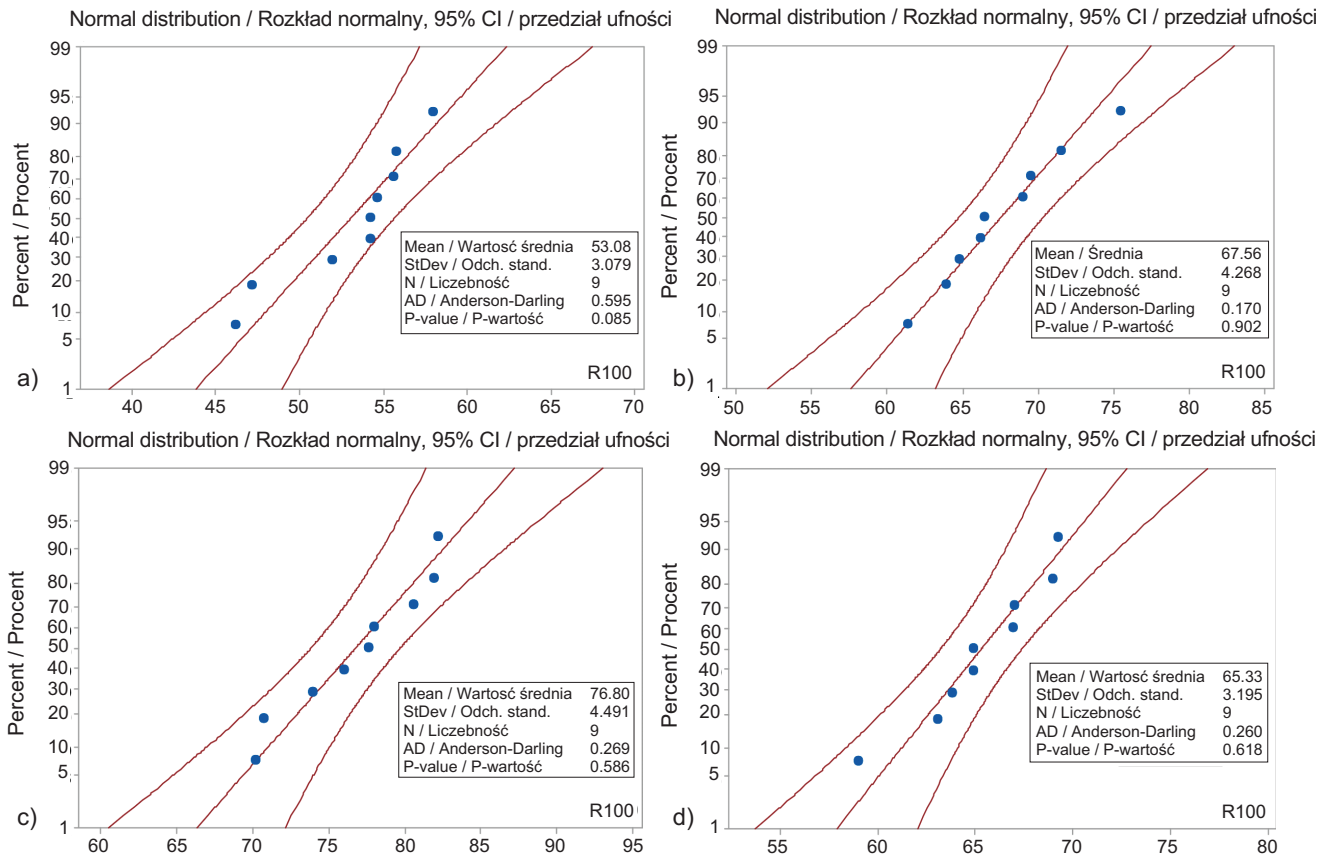 Normal distribution / Rozkład normalny, 95% CI / przedział ufności
Percent / Procent
99
95
90
80
70
60
50
40
30
20
10
5
1
Mean / Wartosć średnia 53.08
StDev / Odch. stand. 3.079
N / Liczebność 9
AD / Anderson-Darling 0.595
P-value / P-wartość 0.085
R100
a)
40 45 50 55 60 65 70
Normal distribution / Rozkład normalny, 95% CI / przedział ufności
Percent / Procent
99
95
90
80
70
60
50
40
30
20
10
5
1
Mean / Średnia 67.56
StDev / Odch. stand. 4.268
N / Liczebność 9
AD / Anderson-Darling 0.170
P-value / P-wartość 0.902
R100
b)
50 55 60 65 70 75 80 85
Normal distribution / Rozkład normalny, 95% CI / przedział ufności
Percent / Procent
99
95
90
80
70
60
50
40
30
20
10
5
1
Mean / Wartość średnia 76.80
StDev / Odch. stand. 4.491
N / Liczebność 9
AD / Anderson-Darling 0.269
P-value / P-wartość 0.586
R100
c)
60 65 70 75 80 85 90 95
Normal distribution / Rozkład normalny, 95% CI / przedział ufności
Percent / Procent
99
95
90
80
70
60
50
40
30
20
10
5
1
Mean / Wartość średnia 65.33
StDev / Odch. stand. 3.195
N / Liczebność 9
AD / Anderson-Darling 0.260
P-value / P-wartość 0.618
R100
d)
55 60 65 70 75 80